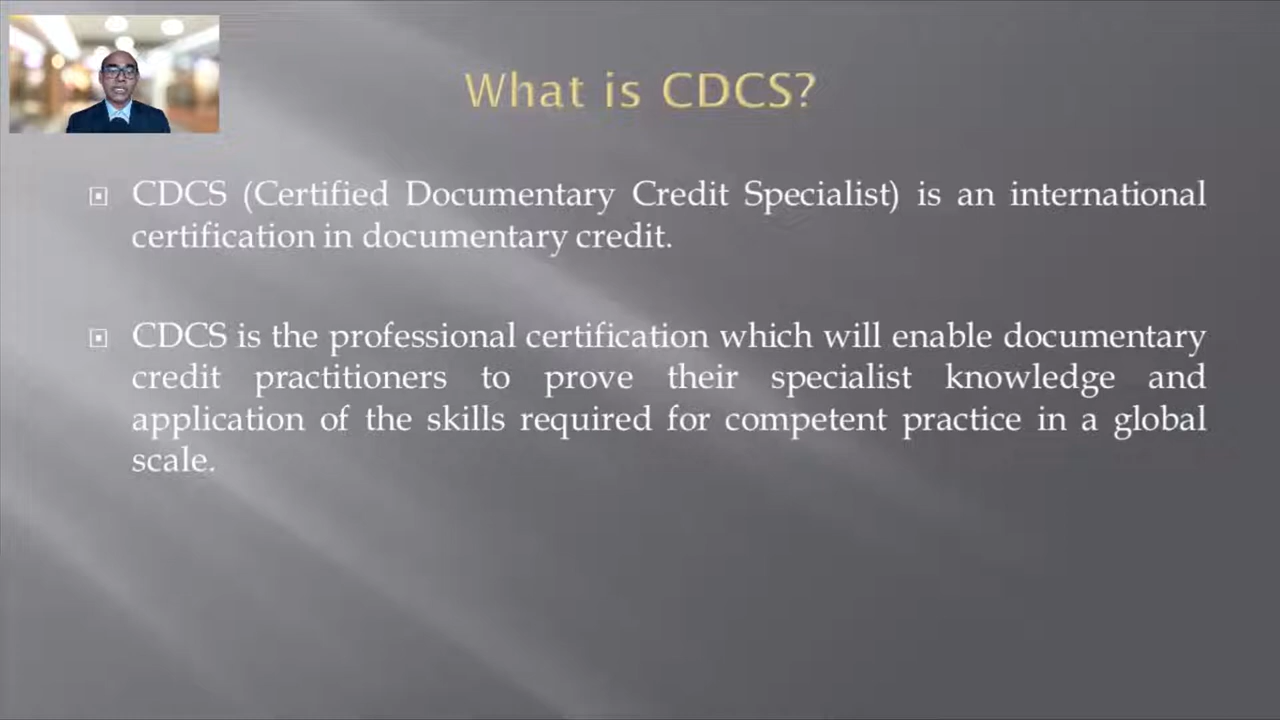 What is CDCS?
CDCS (Certified Documentary Credit Specialist) is an international
certification in documentary credit.
CDCS is the professional certification which will enable documentary
credit practitioners to prove their specialist knowledge and
application of the skills required for competent practice in a global
scale.